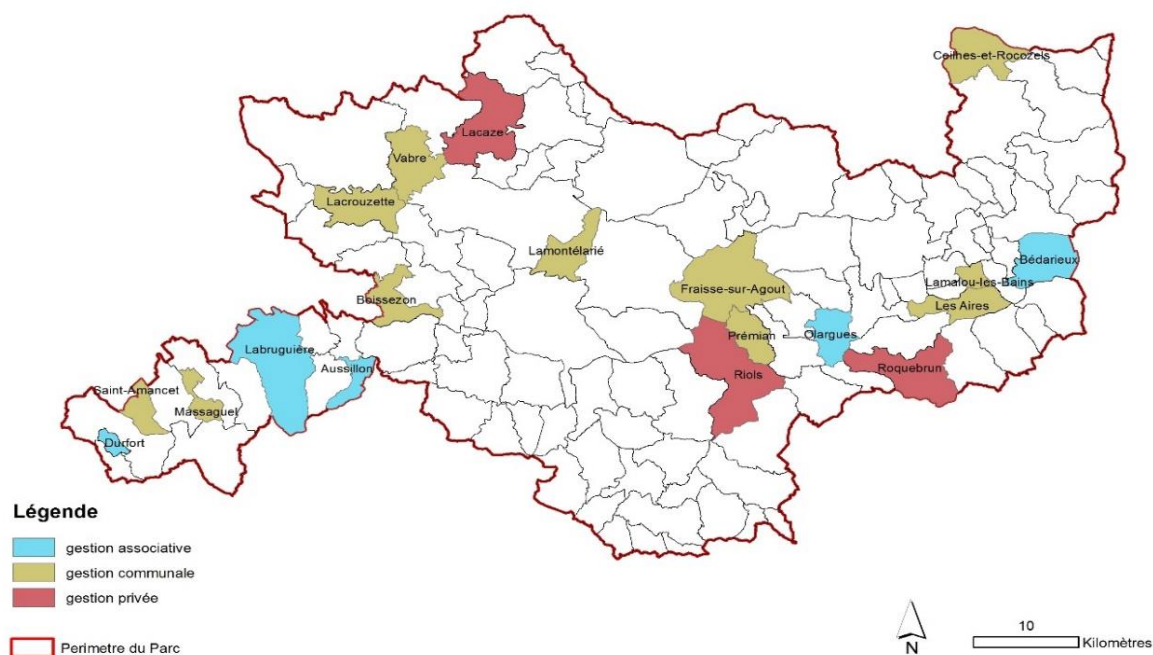 Ceilhes-et-Rocozels
Lacaze
Vabre
Lacrouzette
Lamontélarié
Bédarieux
Lamalou-les-Bains
Fraisse-sur-Agout
Boissezon
Les Aires
Prémian
Olargues
Labruguière
Aussillon
Riols
Roquebrun
Saint-Amancet
Massaguel
Durfort
Légende
gestion associative
gestion communale
gestion privée
Perimetre du Parc
N
10
Kilomètres